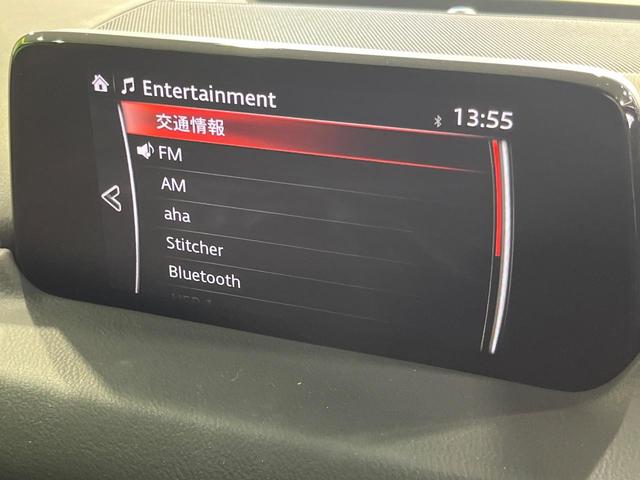 Entertainment
13:55
交通情報
FM
AM
aha
Stitcher
Bluetooth